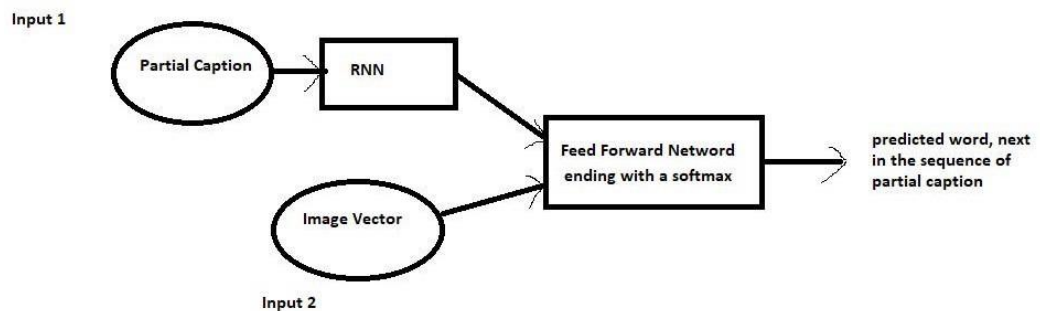 Input 1
Partial Caption
RNN
Feed Forward Netword
ending with a softmax
predicted word, next
in the sequence of
partial caption
Image Vector
Input 2